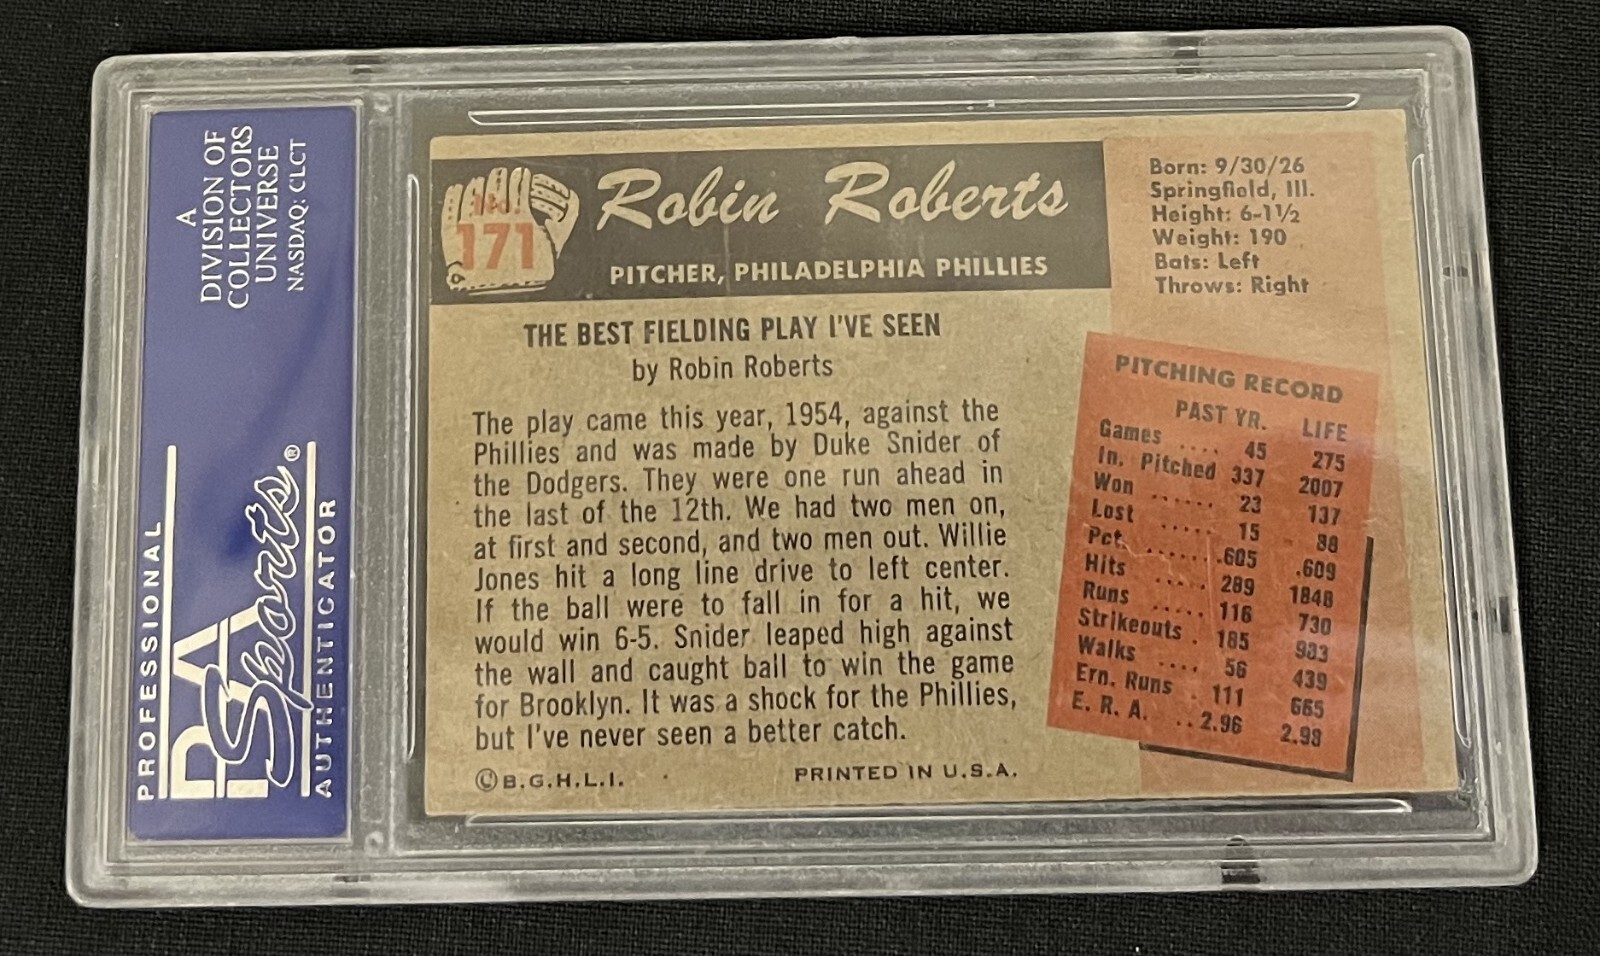 A
DIVISION OF
COLLECTORS
UNIVERSE
NASDAQ: CLCT
PROFESSIONAL
PSA
Sports®
AUTHENTICATOR
No.
171
Robin Roberts
PITCHER, PHILADELPHIA PHILLIES
THE BEST FIELDING PLAY I'VE SEEN
by Robin Roberts
The play came this year, 1954, against the
Phillies and was made by Duke Snider of
the Dodgers. They were one run ahead in
the last of the 12th. We had two men on,
at first and second, and two men out. Willie
Jones hit a long line drive to left center.
If the ball were to fall in for a hit, we
would win 6-5. Snider leaped high against
the wall and caught ball to win the game
for Brooklyn. It was a shock for the Phillies,
but I've never seen a better catch.
© B.G.H.L.I. PRINTED IN U.S.A.
Born: 9/30/26
Springfield, Ill.
Height: 6-1½
Weight: 190
Bats: Left
Throws: Right
PITCHING RECORD
PAST YR. LIFE
Games .... 45 275
In. Pitched 337 2007
Won ...... 23 137
Lost ..... 15 88
Pct. ...... .605 .609
Hits ..... 289 1848
Runs ..... 116 730
Strikeouts . 185 983
Walks .... 56 439
Ern. Runs . 111 665
E. R. A. .. 2.96 2.98